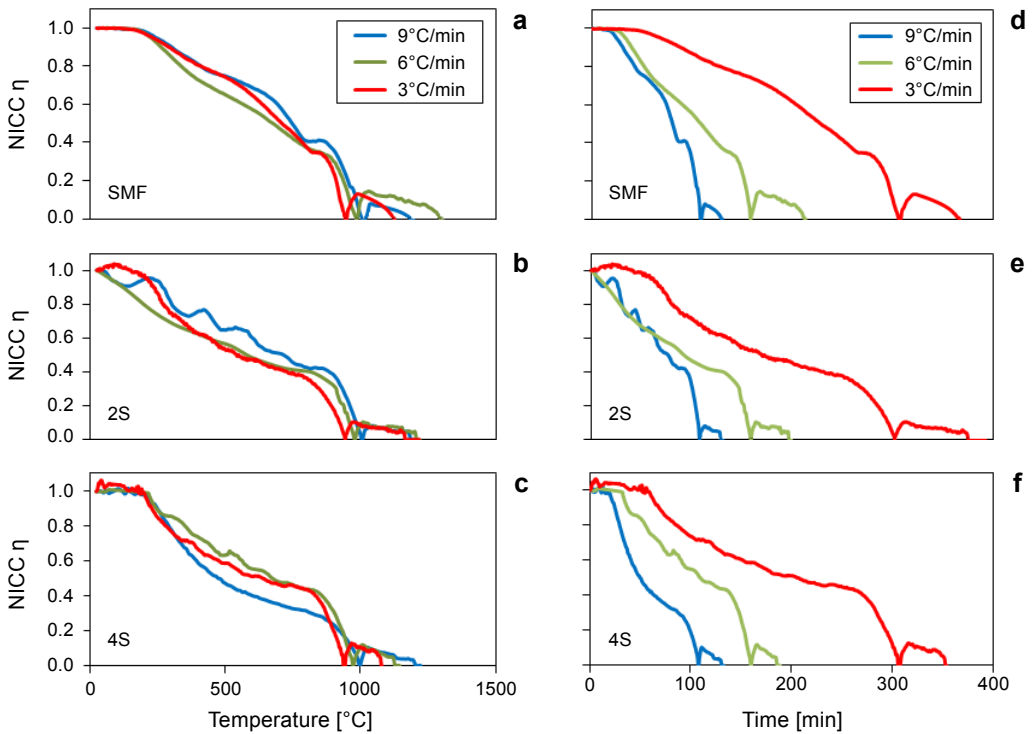 a
1.0
0.8
0.6
0.4
0.2
0.0
NICC η
9°C/min
6°C/min
3°C/min
SMF
d
9°C/min
6°C/min
3°C/min
SMF
b
1.0
0.8
0.6
0.4
0.2
0.0
NICC η
2S
e
2S
c
1.0
0.8
0.6
0.4
0.2
0.0
NICC η
4S
0 500 1000 1500
Temperature [°C]
f
4S
0 100 200 300 400
Time [min]